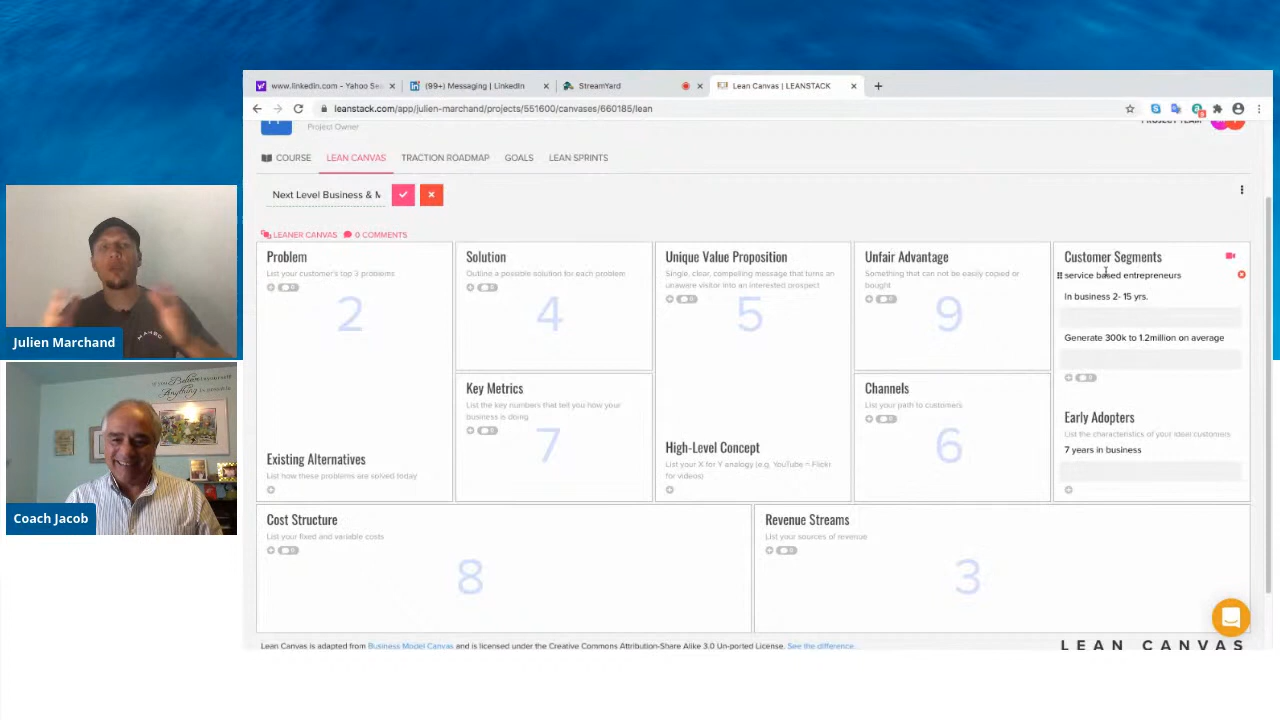 www.linkedin.com - Yahoo Se
(99+) Messaging | LinkedIn
StreamYard
Lean Canvas | LEANSTACK
leanstack.com/app/julien-marchand/projects/551600/canvases/660185/lean
Project Owner
PROJECT TEAM
COURSE
LEAN CANVAS
TRACTION ROADMAP
GOALS
LEAN SPRINTS
Next Level Business & M
LEANER CANVAS
0 COMMENTS
Problem
List your customer's top 3 problems
2
Existing Alternatives
List how these problems are solved today
Solution
Outline a possible solution for each problem
4
Key Metrics
List the key numbers that tell you how your
business is doing
7
Unique Value Proposition
Single, clear, compelling message that turns an
unaware visitor into an interested prospect
5
High-Level Concept
List your X for Y analogy (e.g. YouTube = Flickr
for videos)
Unfair Advantage
Something that can not be easily copied or
bought
9
Channels
List your path to customers
6
Customer Segments
service based entrepreneurs
In business 2- 15 yrs.
Generate 300k to 1.2million on average
Early Adopters
List the characteristics of your ideal customers
7 years in business
Cost Structure
List your fixed and variable costs
8
Revenue Streams
List your sources of revenue
3
Lean Canvas is adapted from Business Model Canvas and is licensed under the Creative Commons Attribution-Share Alike 3.0 Un-ported License. See the difference.
LEAN CANVAS
MANGO
Julien Marchand
Anything
Coach Jacob